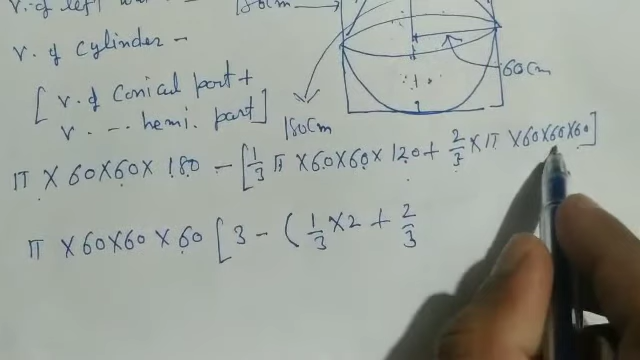 V. of left
180cm
V. of cylinder -
60cm
[ V. of Conical part +
V. -- hemi. part ]
180cm
π × 60×60× 180 - [ 1/3 π ×60×60×120 + 2/3 × π ×60×60×60 ]
π × 60×60 × 60 [ 3 - ( 1/3 ×2 + 2/3